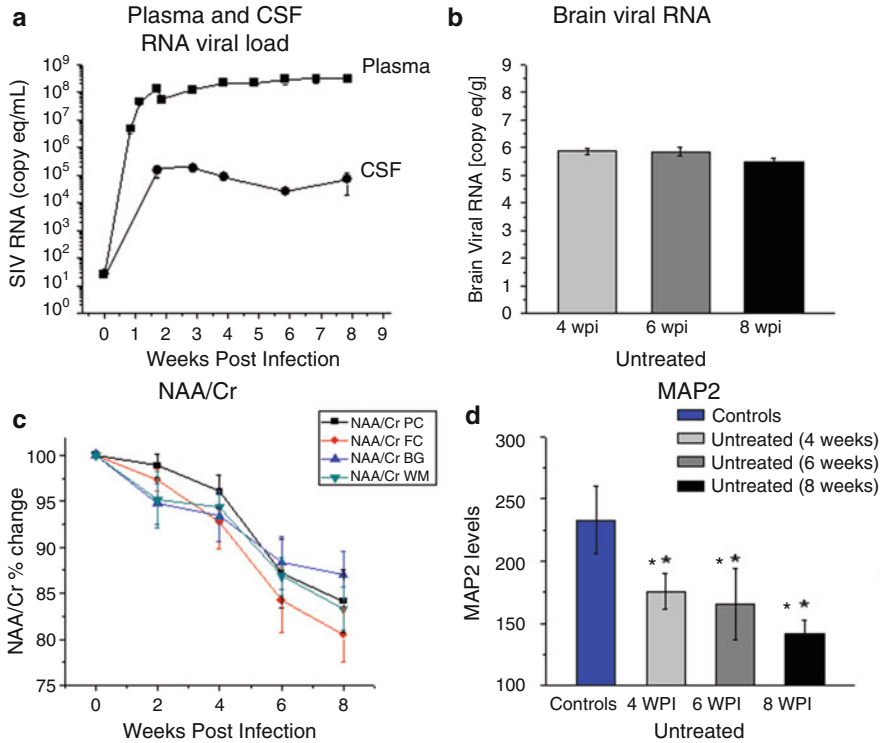 a
Plasma and CSF
RNA viral load
SIV RNA (copy eq/mL)
10⁹
10⁸
10⁷
10⁶
10⁵
10⁴
10³
10²
10¹
10⁰
Plasma
CSF
0 1 2 3 4 5 6 7 8 9
Weeks Post Infection
b
Brain viral RNA
Brain Viral RNA [copy eq/g]
9
8
7
6
5
4
3
2
1
0
4 wpi 6 wpi 8 wpi
Untreated
c
NAA/Cr
NAA/Cr % change
100
95
90
85
80
75
NAA/Cr PC
NAA/Cr FC
NAA/Cr BG
NAA/Cr WM
0 2 4 6 8
Weeks Post Infection
d
MAP2
Controls
Untreated (4 weeks)
Untreated (6 weeks)
Untreated (8 weeks)
MAP2 levels
300
250
200
150
100
* *
* *
* *
Controls 4 WPI 6 WPI 8 WPI
Untreated